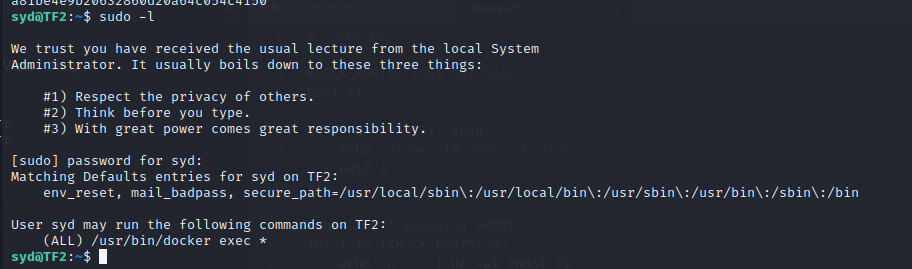 syd@TF2:~$ sudo -l
We trust you have received the usual lecture from the local System
Administrator. It usually boils down to these three things:
#1) Respect the privacy of others.
#2) Think before you type.
#3) With great power comes great responsibility.
[sudo] password for syd:
Matching Defaults entries for syd on TF2:
env_reset, mail_badpass, secure_path=/usr/local/sbin\:/usr/local/bin\:/usr/sbin\:/usr/bin\:/sbin\:/bin
User syd may run the following commands on TF2:
(ALL) /usr/bin/docker exec *
syd@TF2:~$